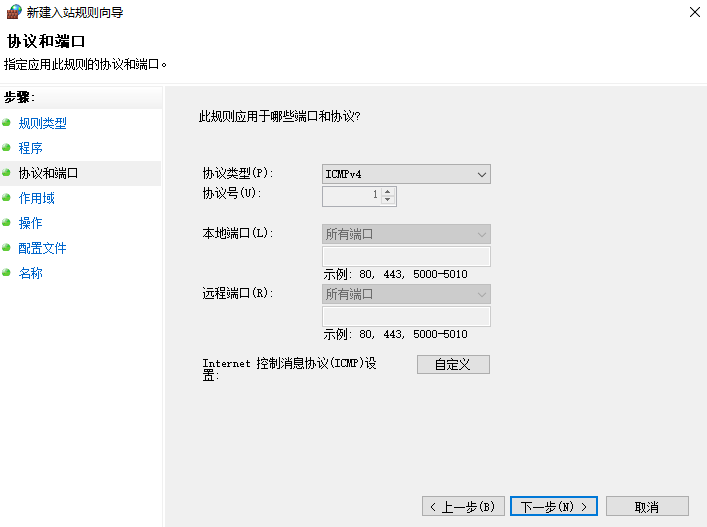 新建入站规则向导
协议和端口
指定应用此规则的协议和端口。
步骤:
规则类型
程序
协议和端口
作用域
操作
配置文件
名称
此规则应用于哪些端口和协议?
协议类型(P): ICMPv4
协议号(U): 1
本地端口(L): 所有端口
示例: 80, 443, 5000-5010
远程端口(R): 所有端口
示例: 80, 443, 5000-5010
Internet 控制消息协议(ICMP)设
置: 自定义
< 上一步(B) 下一步(N) > 取消